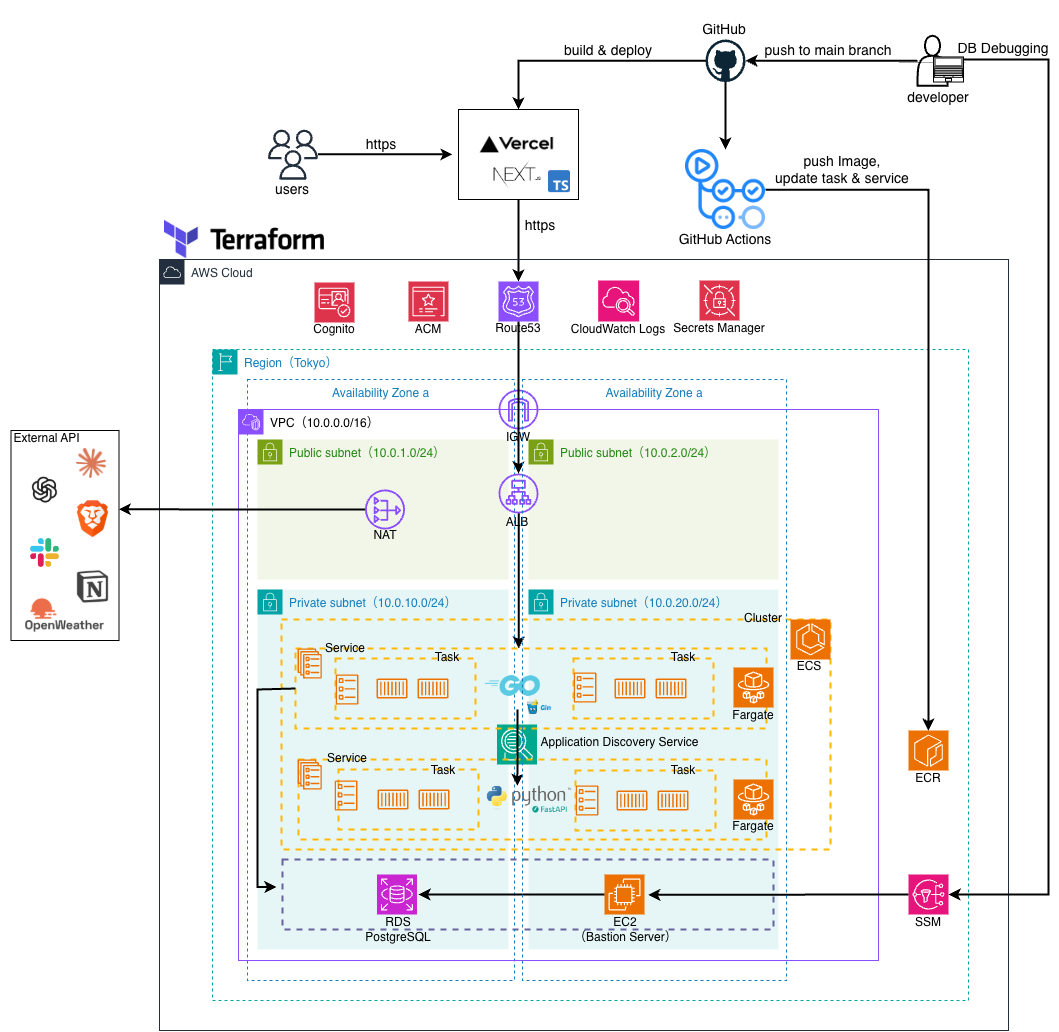 GitHub
build & deploy
push to main branch
DB Debugging
developer
Vercel
NEXT.JS
TS
https
users
push Image,
update task & service
https
GitHub Actions
Terraform
AWS Cloud
53
Cognito
ACM
Route53
CloudWatch Logs
Secrets Manager
Region（Tokyo）
Availability Zone a
Availability Zone a
VPC（10.0.0.0/16）
IGW
External API
Public subnet（10.0.1.0/24）
Public subnet（10.0.2.0/24）
NAT
ALB
OpenWeather
Private subnet（10.0.10.0/24）
Private subnet（10.0.20.0/24）
Cluster
ECS
Service
Task
Task
GO
Gin
Fargate
Application Discovery Service
Service
Task
Task
python
FastAPI
Fargate
ECR
RDS
PostgreSQL
EC2
（Bastion Server）
SSM